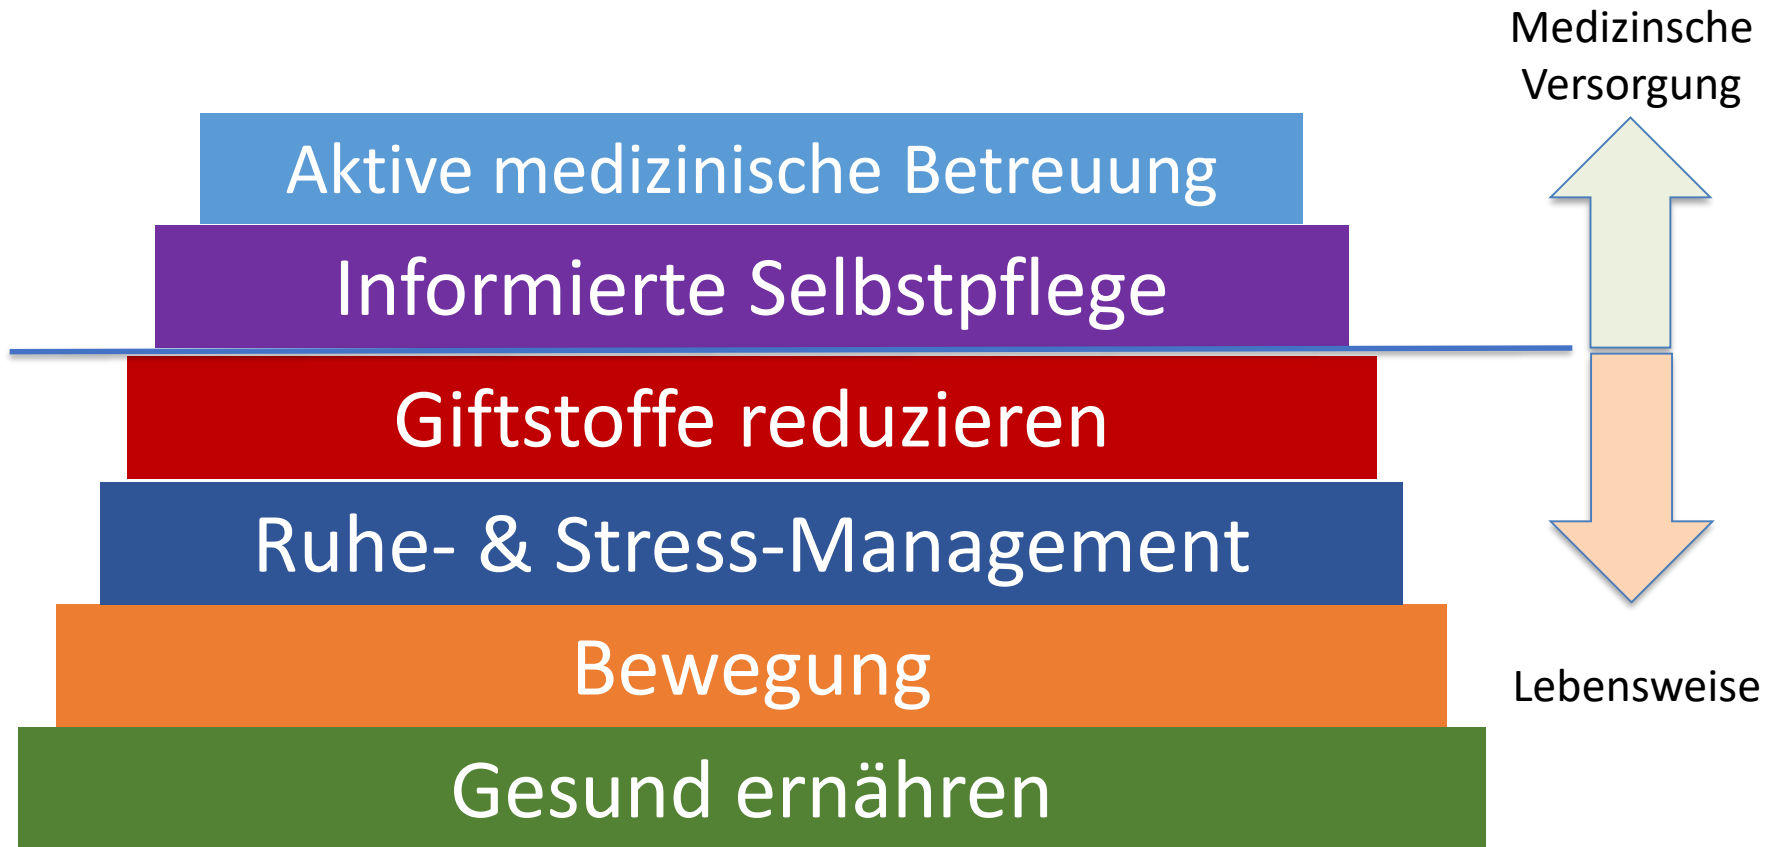 Medizinsche
Versorgung
Aktive medizinische Betreuung
Informierte Selbstpflege
Giftstoffe reduzieren
Ruhe- & Stress-Management
Bewegung
Lebensweise
Gesund ernähren